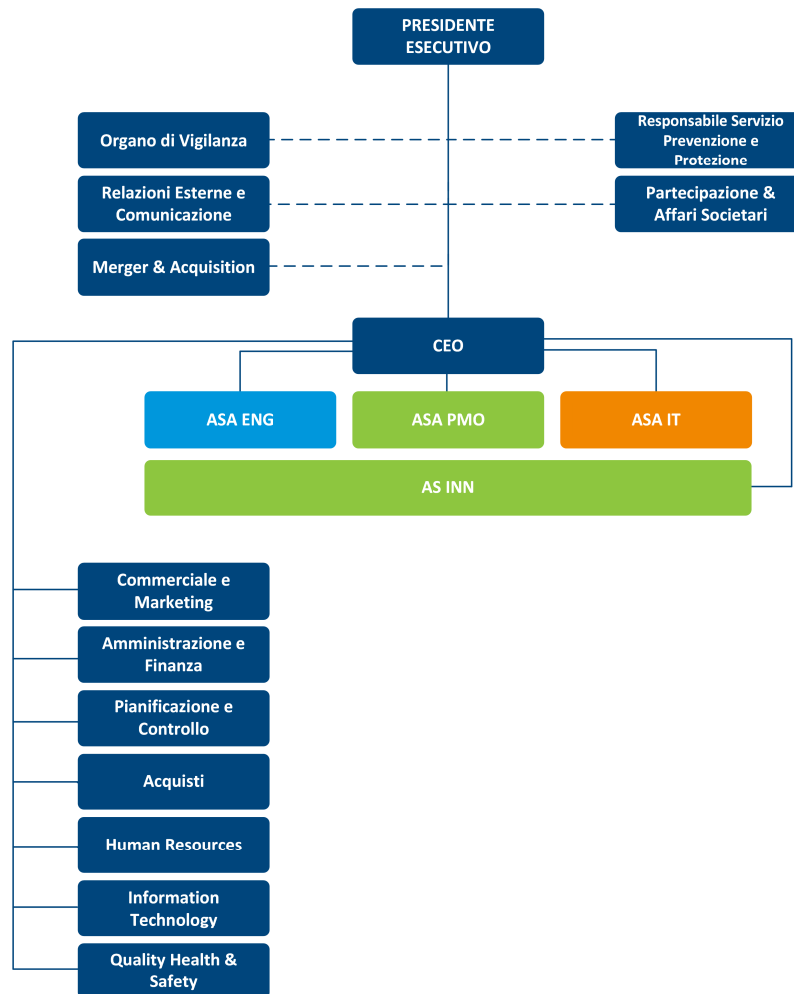 PRESIDENTE
ESECUTIVO
Organo di Vigilanza
Responsabile Servizio
Prevenzione e
Protezione
Relazioni Esterne e
Comunicazione
Partecipazione &
Affari Societari
Merger & Acquisition
CEO
ASA ENG
ASA PMO
ASA IT
AS INN
Commerciale e
Marketing
Amministrazione e
Finanza
Pianificazione e
Controllo
Acquisti
Human Resources
Information
Technology
Quality Health &
Safety